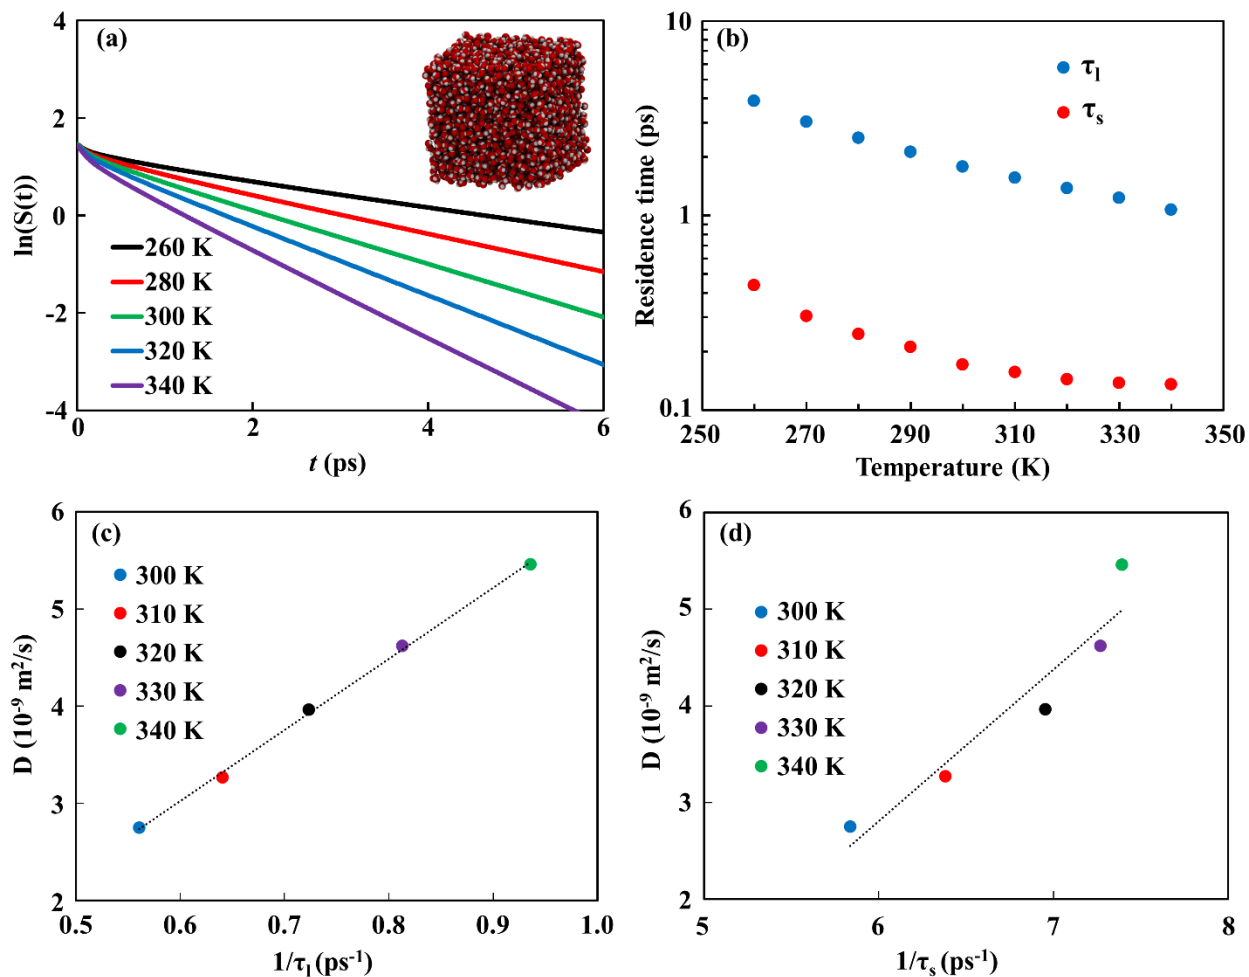 (a)
4
2
0
-2
-4
ln(S(t))
260 K
280 K
300 K
320 K
340 K
0 2 4 6
t (ps)
(b)
10
1
0.1
Residence time (ps)
τl
τs
250 270 290 310 330 350
Temperature (K)
(c)
6
5
4
3
2
D (10⁻⁹ m²/s)
300 K
310 K
320 K
330 K
340 K
0.5 0.6 0.7 0.8 0.9 1.0
1/τl (ps⁻¹)
(d)
6
5
4
3
2
D (10⁻⁹ m²/s)
300 K
310 K
320 K
330 K
340 K
5 6 7 8
1/τs (ps⁻¹)